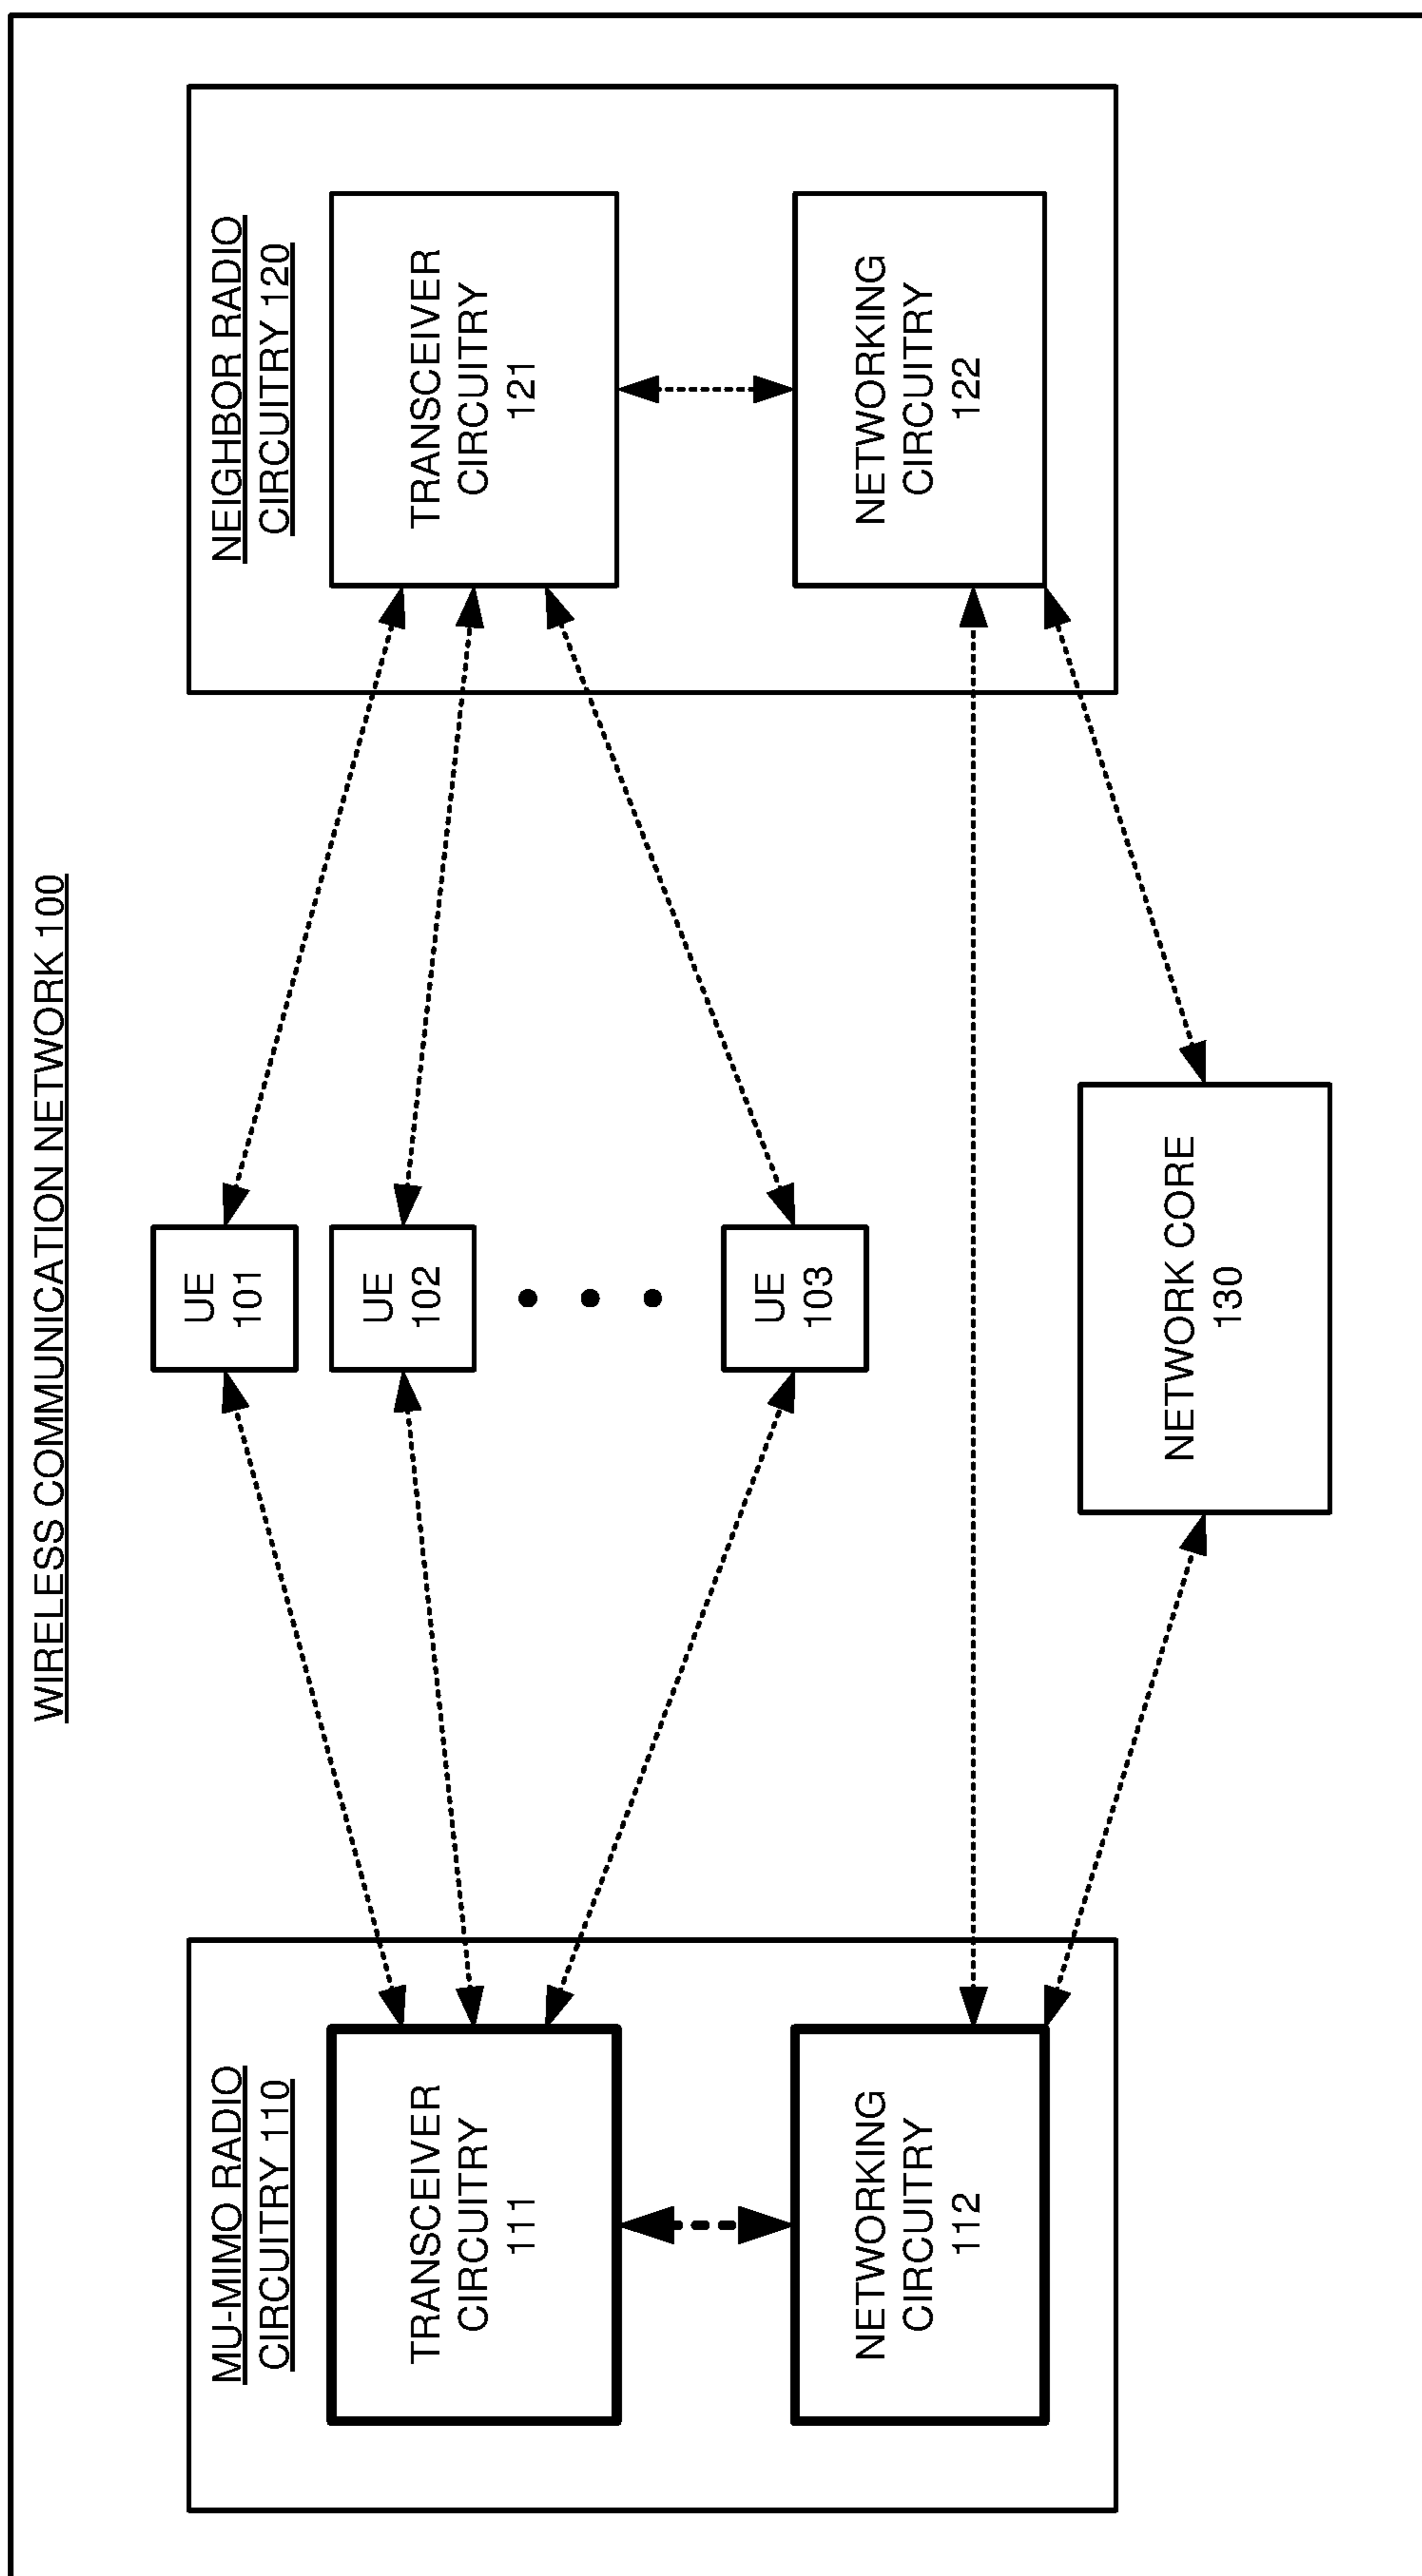 WIRELESS COMMUNICATION NETWORK 100
MU-MIMO RADIO
CIRCUITRY 110
TRANSCEIVER
CIRCUITRY
111
NETWORKING
CIRCUITRY
112
UE
101
UE
102
UE
103
NETWORK CORE
130
NEIGHBOR RADIO
CIRCUITRY 120
TRANSCEIVER
CIRCUITRY
121
NETWORKING
CIRCUITRY
122